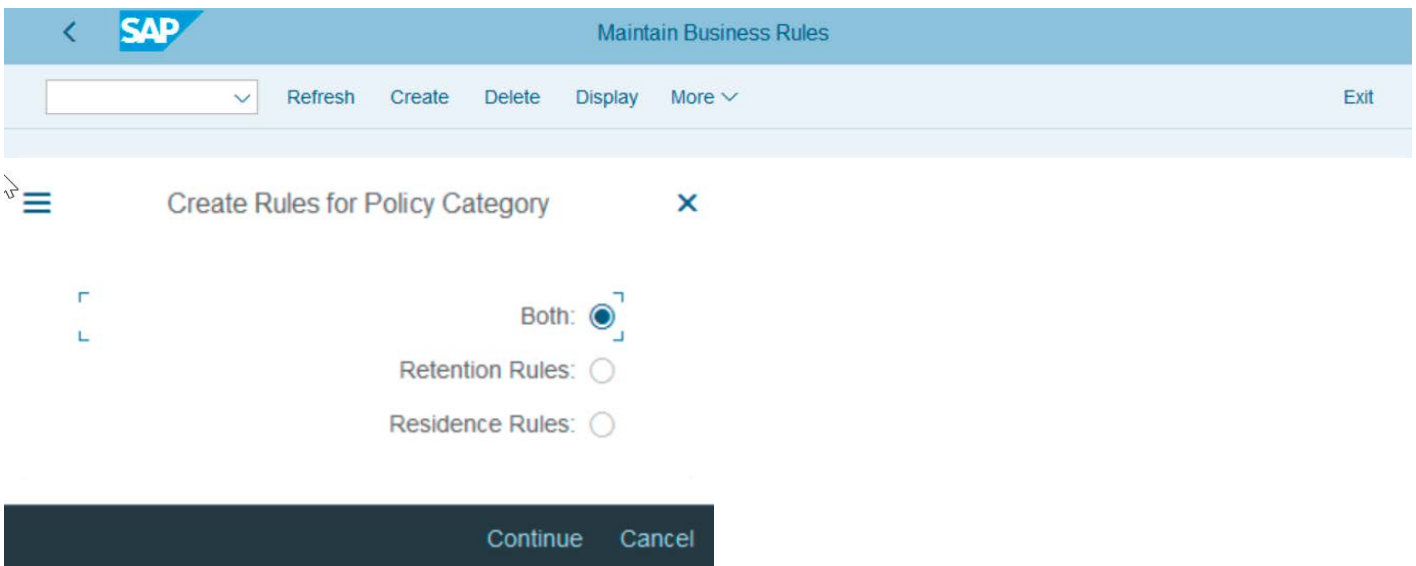 SAP Maintain Business Rules
Refresh Create Delete Display More Exit
Create Rules for Policy Category
Both:
Retention Rules:
Residence Rules:
Continue Cancel